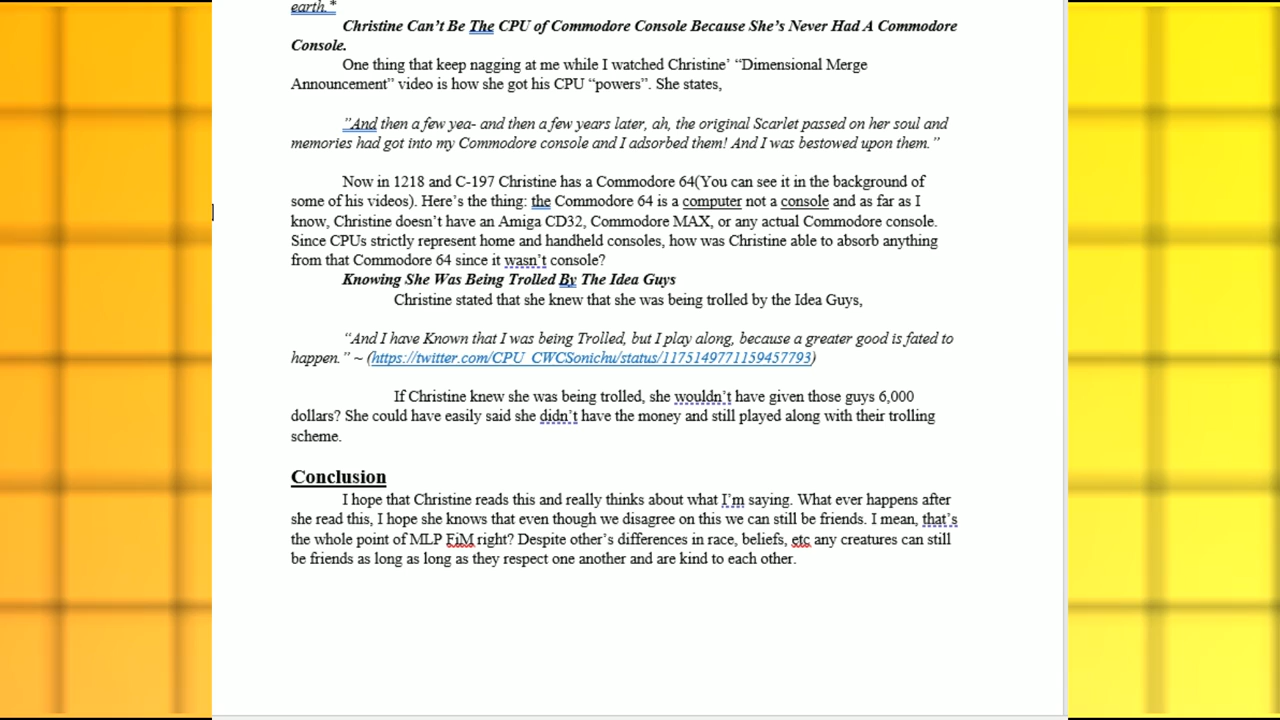 earth.*
Christine Can’t Be The CPU of Commodore Console Because She’s Never Had A Commodore
Console.
One thing that keep nagging at me while I watched Christine’ “Dimensional Merge
Announcement” video is how she got his CPU “powers”. She states,
”And then a few yea- and then a few years later, ah, the original Scarlet passed on her soul and
memories had got into my Commodore console and I adsorbed them! And I was bestowed upon them.”
Now in 1218 and C-197 Christine has a Commodore 64(You can see it in the background of
some of his videos). Here’s the thing: the Commodore 64 is a computer not a console and as far as I
know, Christine doesn’t have an Amiga CD32, Commodore MAX, or any actual Commodore console.
Since CPUs strictly represent home and handheld consoles, how was Christine able to absorb anything
from that Commodore 64 since it wasn’t console?
Knowing She Was Being Trolled By The Idea Guys
Christine stated that she knew that she was being trolled by the Idea Guys,
“And I have Known that I was being Trolled, but I play along, because a greater good is fated to
happen.” ~ (https://twitter.com/CPU_CWCSonichu/status/1175149771159457793)
If Christine knew she was being trolled, she wouldn’t have given those guys 6,000
dollars? She could have easily said she didn’t have the money and still played along with their trolling
scheme.
Conclusion
I hope that Christine reads this and really thinks about what I’m saying. What ever happens after
she read this, I hope she knows that even though we disagree on this we can still be friends. I mean, that’s
the whole point of MLP FiM right? Despite other’s differences in race, beliefs, etc any creatures can still
be friends as long as long as they respect one another and are kind to each other.